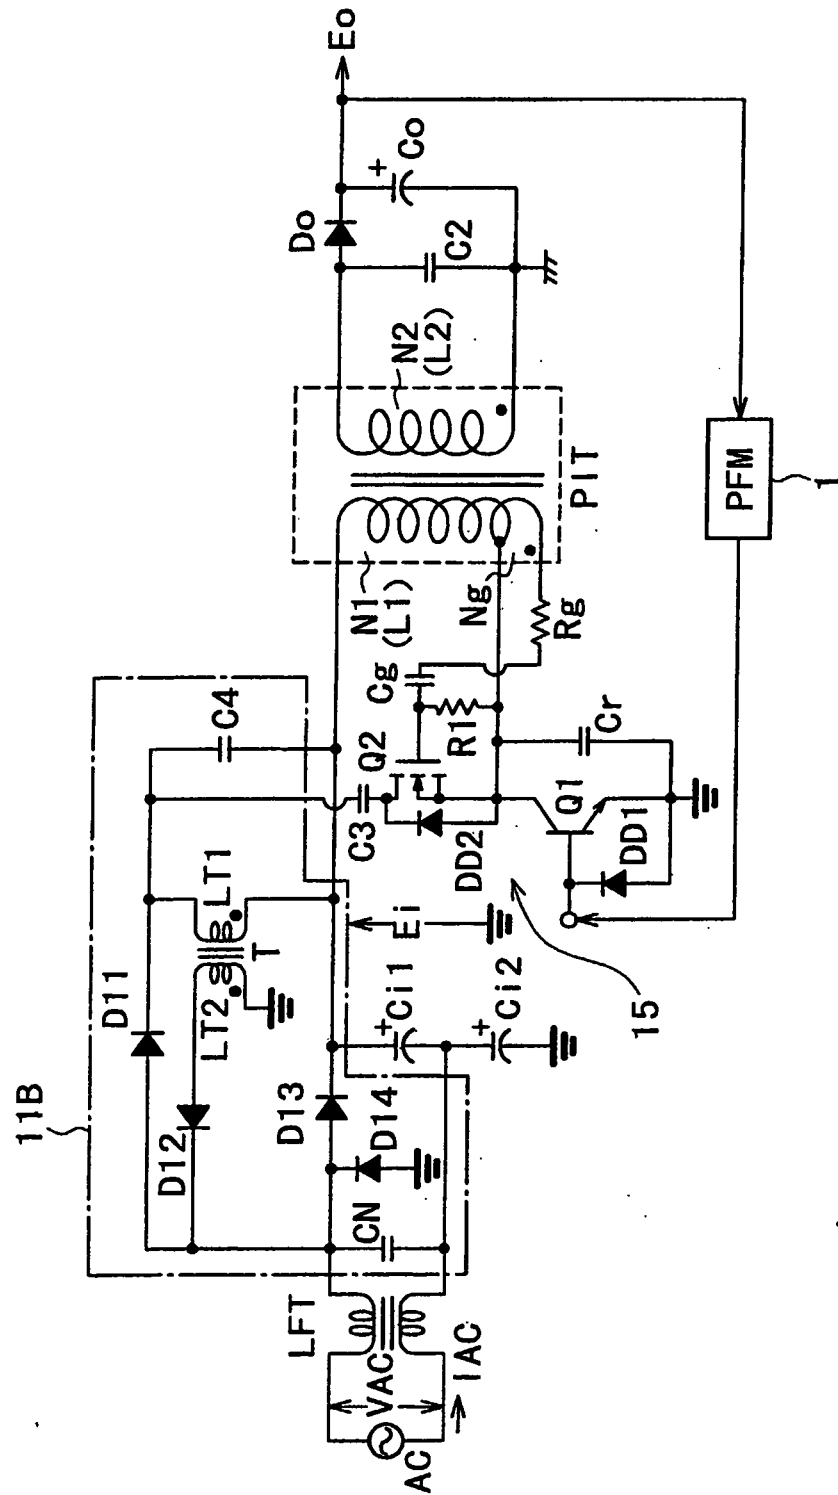 11B
D11
LT1
C4
LT2
T
D12
D13
D14
CN
LFT
VAC
AC
IAC
Ei
+
Ci1
+
Ci2
C3
Q2
Cg
R1
DD2
15
Q1
DD1
Cr
N1
(L1)
Ng
Rg
N2
(L2)
PIT
Do
C2
+
Co
Eo
PFM
1